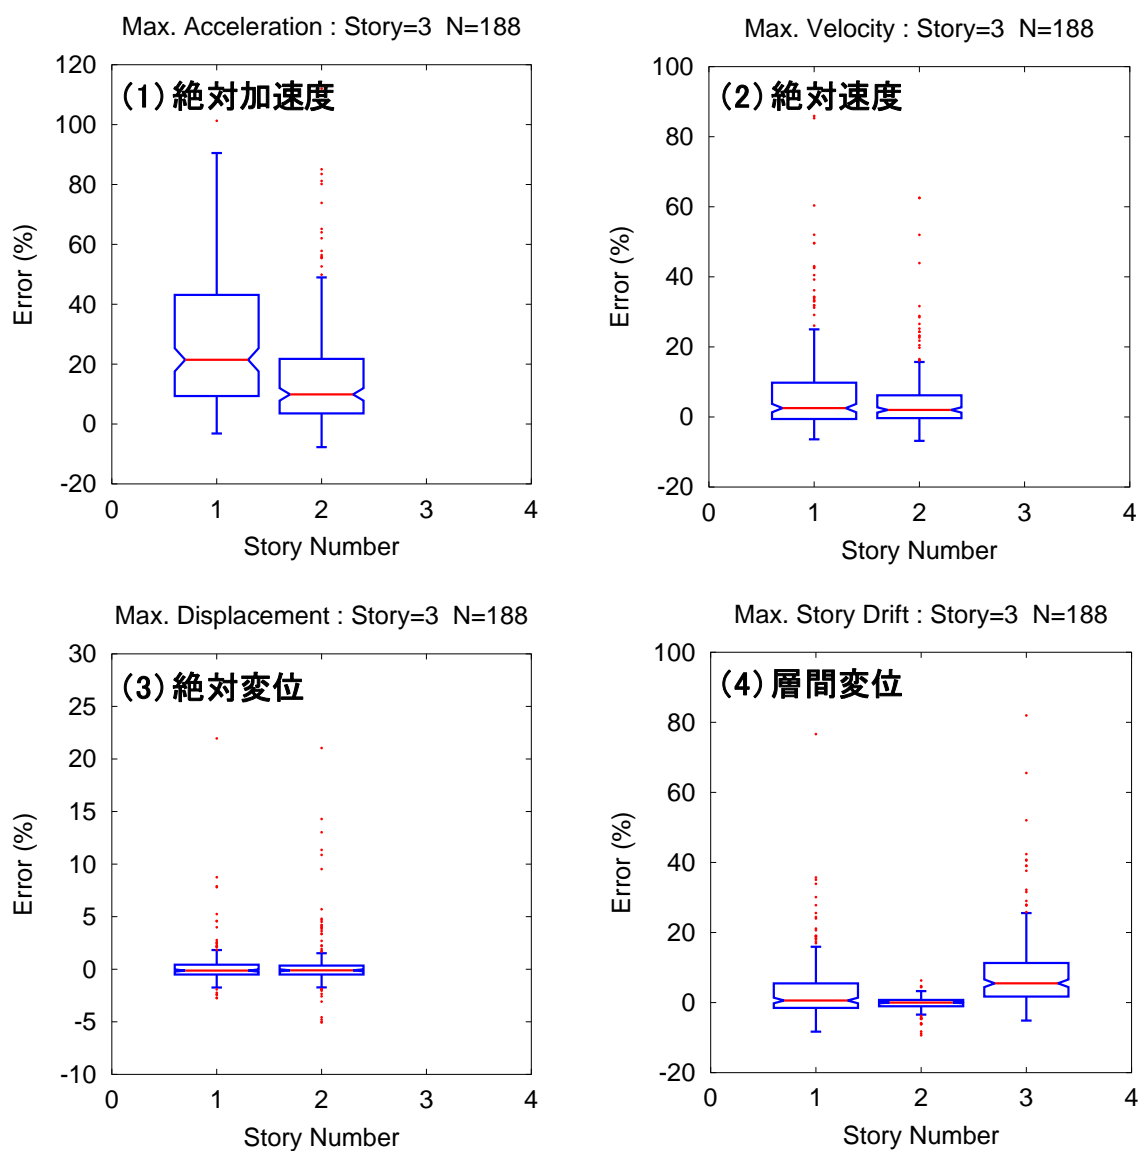 Max. Acceleration : Story=3 N=188
120
100
80
60
40
20
0
-20
(1)絶対加速度
Error (%)
0 1 2 3 4
Story Number
Max. Velocity : Story=3 N=188
100
80
60
40
20
0
-20
(2)絶対速度
Error (%)
0 1 2 3 4
Story Number
Max. Displacement : Story=3 N=188
30
25
20
15
10
5
0
-5
-10
(3)絶対変位
Error (%)
0 1 2 3 4
Story Number
Max. Story Drift : Story=3 N=188
100
80
60
40
20
0
-20
(4)層間変位
Error (%)
0 1 2 3 4
Story Number